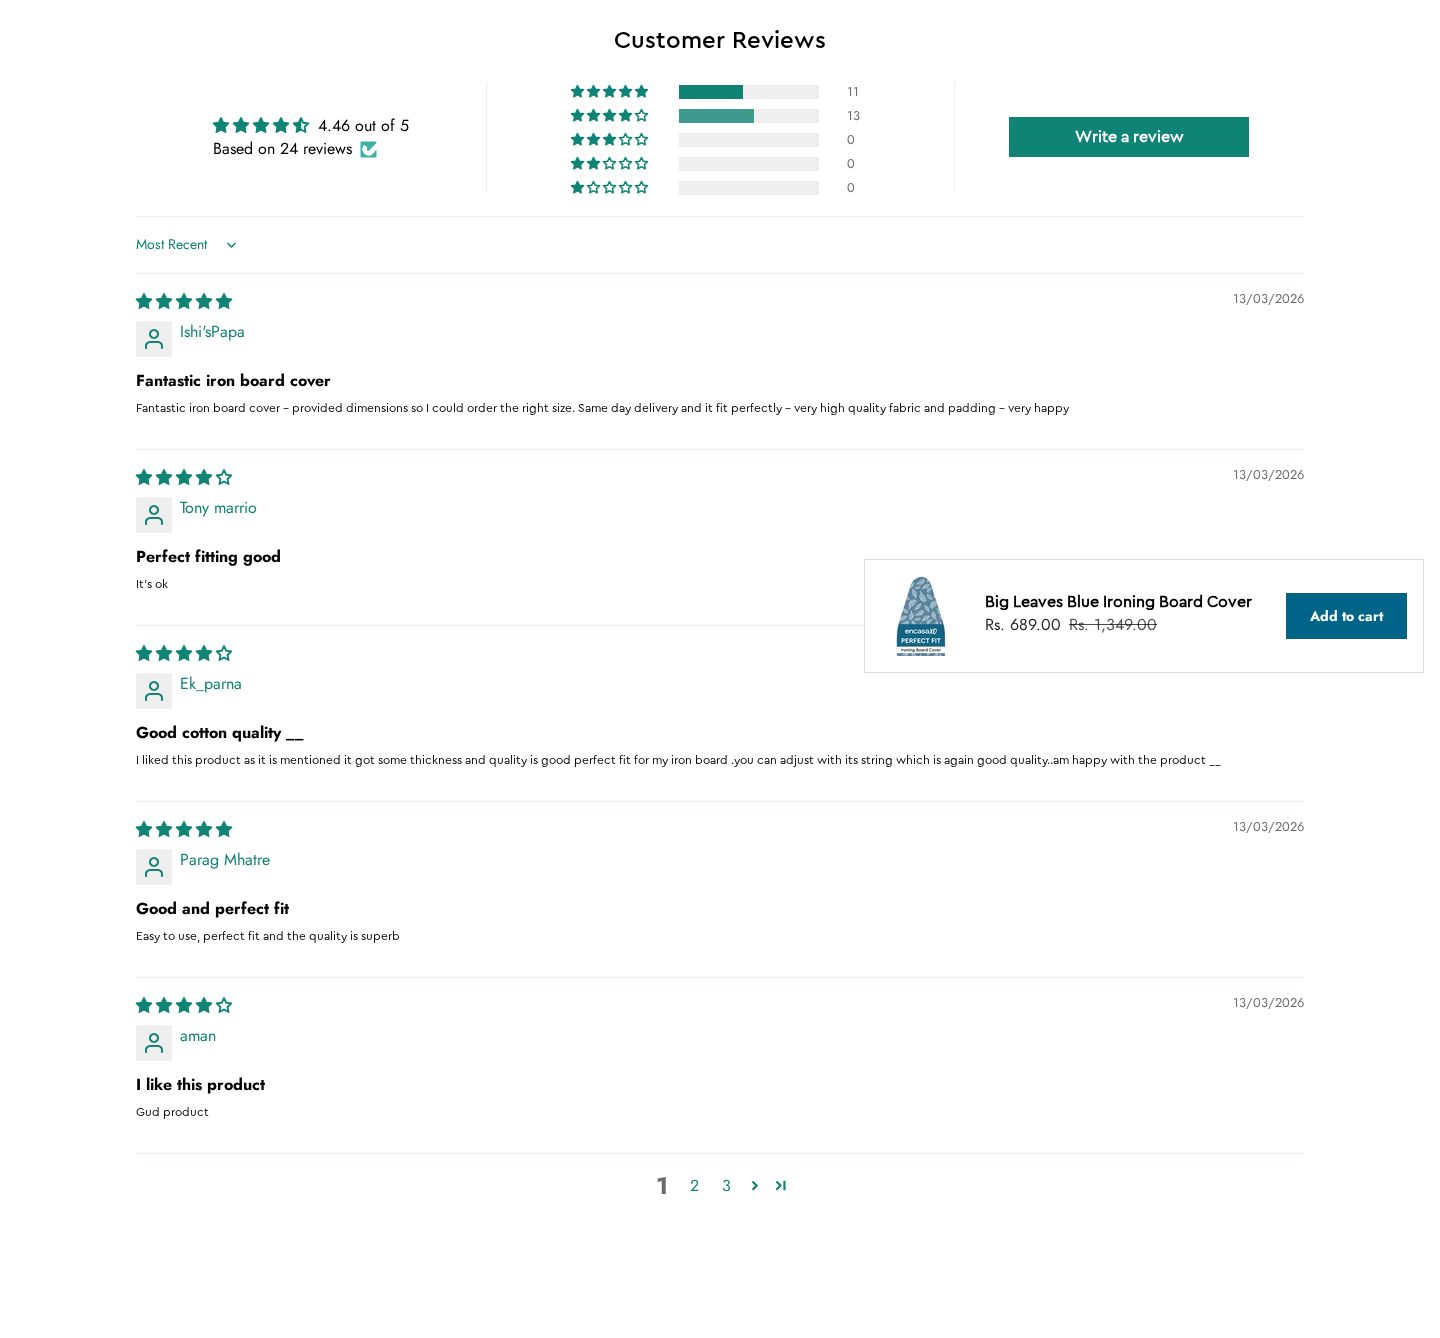 Customer Reviews
4.46 out of 5
Based on 24 reviews
11
13
0
0
0
Write a review
Most Recent
13/03/2026
Ishi'sPapa
Fantastic iron board cover
Fantastic iron board cover – provided dimensions so I could order the right size. Same day delivery and it fit perfectly – very high quality fabric and padding – very happy
13/03/2026
Tony marrio
Perfect fitting good
It's ok
Ek_parna
Good cotton quality __
I liked this product as it is mentioned it got some thickness and quality is good perfect fit for my iron board .you can adjust with its string which is again good quality..am happy with the product __
encasa XO
PERFECT FIT
Ironing Board Cover
Big Leaves Blue Ironing Board Cover
Rs. 689.00 Rs. 1,349.00
Add to cart
13/03/2026
Parag Mhatre
Good and perfect fit
Easy to use, perfect fit and the quality is superb
13/03/2026
aman
I like this product
Gud product
1 2 3